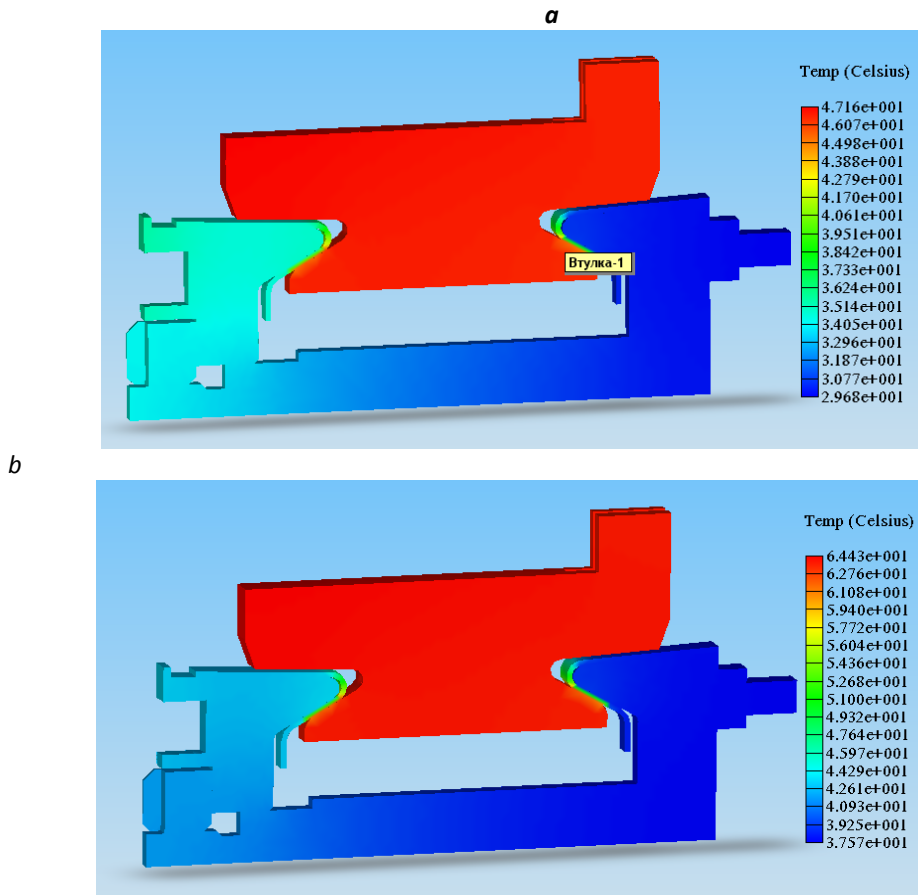 a
Temp (Celsius)
4.716e+001
4.607e+001
4.498e+001
4.388e+001
4.279e+001
4.170e+001
4.061e+001
3.951e+001
3.842e+001
3.733e+001
3.624e+001
3.514e+001
3.405e+001
3.296e+001
3.187e+001
3.077e+001
2.968e+001
Втулка-1
b
Temp (Celsius)
6.443e+001
6.276e+001
6.108e+001
5.940e+001
5.772e+001
5.604e+001
5.436e+001
5.268e+001
5.100e+001
4.932e+001
4.764e+001
4.597e+001
4.429e+001
4.261e+001
4.093e+001
3.925e+001
3.757e+001